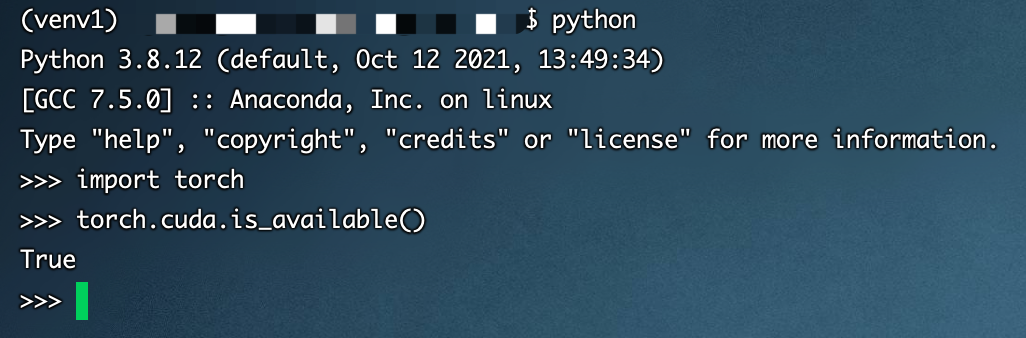 (venv1) $ python
Python 3.8.12 (default, Oct 12 2021, 13:49:34)
[GCC 7.5.0] :: Anaconda, Inc. on linux
Type "help", "copyright", "credits" or "license" for more information.
>>> import torch
>>> torch.cuda.is_available()
True
>>>